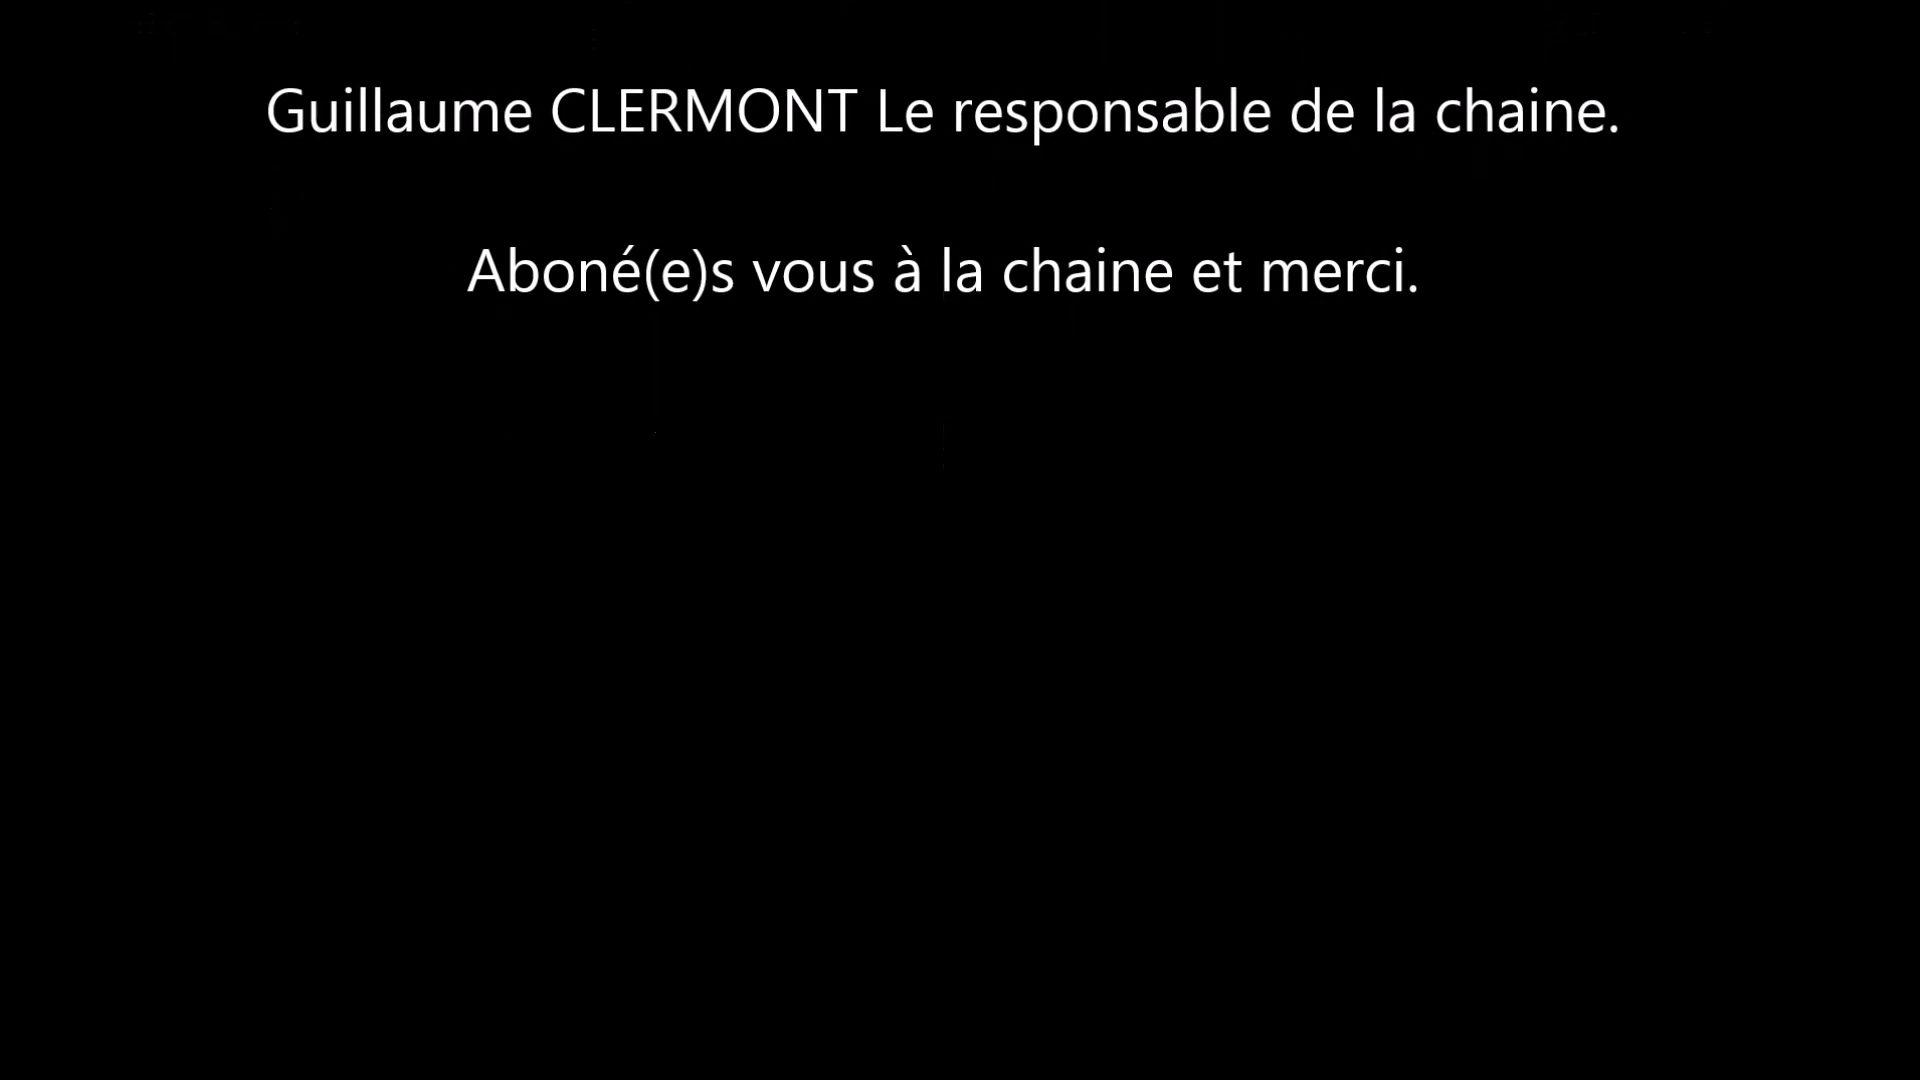 Guillaume CLERMONT Le responsable de la chaine.
Aboné(e)s vous à la chaine et merci.